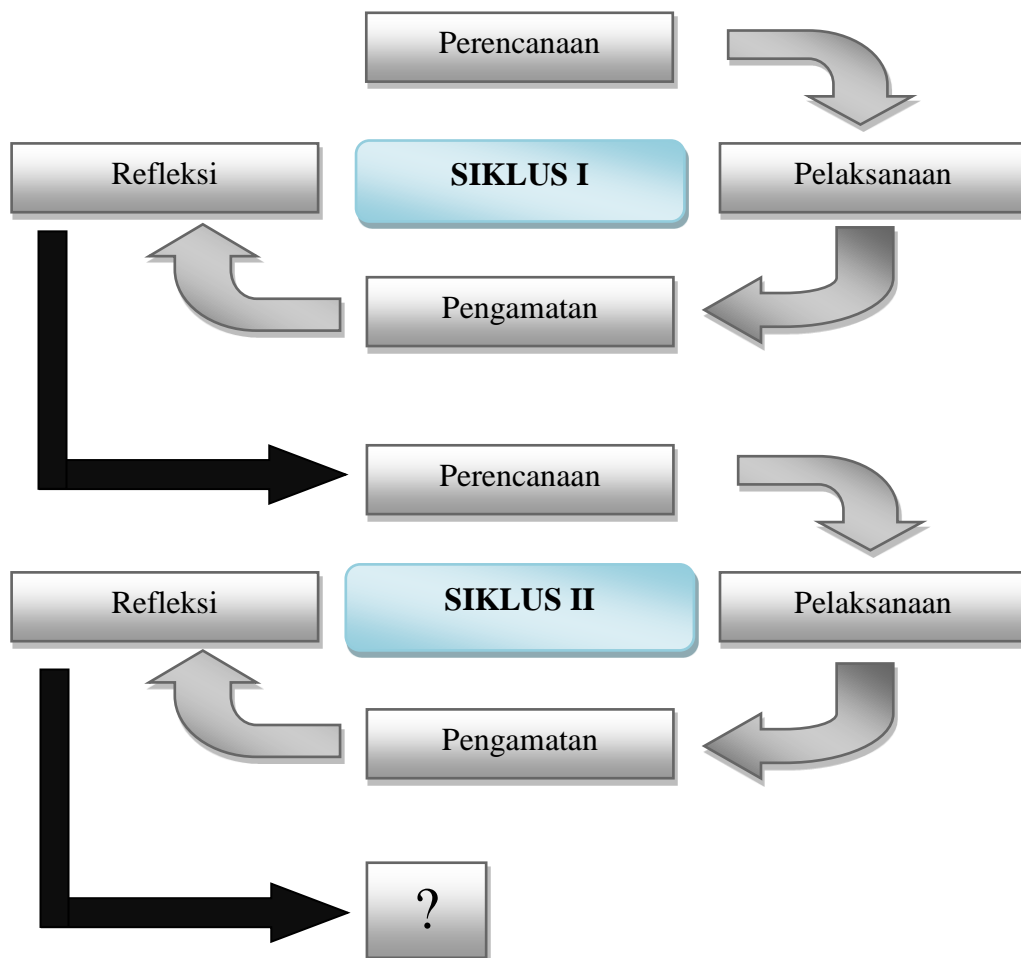 Perencanaan
Refleksi
SIKLUS I
Pelaksanaan
Pengamatan
Perencanaan
Refleksi
SIKLUS II
Pelaksanaan
Pengamatan
?